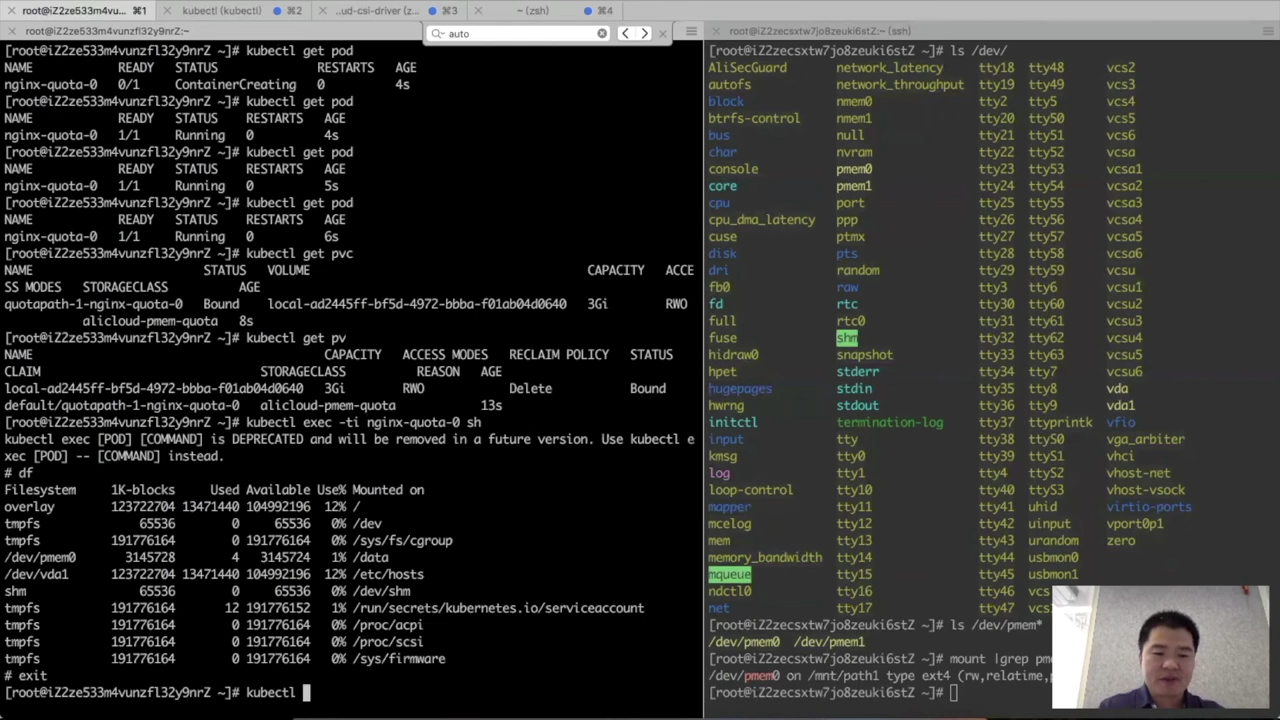 root@iZ2ze533m4vu... ⌘1
kubectl (kubectl) ⌘2
...ud-csi-driver (z... ⌘3
~ (zsh) ⌘4
root@iZ2ze533m4vunzfl32y9nrZ:~
auto
root@iZ2zecsxtw7jo8zeuki6stZ:~ (ssh)
[root@iZ2ze533m4vunzfl32y9nrZ ~]# kubectl get pod
NAME READY STATUS RESTARTS AGE
nginx-quota-0 0/1 ContainerCreating 0 4s
[root@iZ2ze533m4vunzfl32y9nrZ ~]# kubectl get pod
NAME READY STATUS RESTARTS AGE
nginx-quota-0 1/1 Running 0 4s
[root@iZ2ze533m4vunzfl32y9nrZ ~]# kubectl get pod
NAME READY STATUS RESTARTS AGE
nginx-quota-0 1/1 Running 0 5s
[root@iZ2ze533m4vunzfl32y9nrZ ~]# kubectl get pod
NAME READY STATUS RESTARTS AGE
nginx-quota-0 1/1 Running 0 6s
[root@iZ2ze533m4vunzfl32y9nrZ ~]# kubectl get pvc
NAME STATUS VOLUME CAPACITY ACCE
SS MODES STORAGECLASS AGE
quotapath-1-nginx-quota-0 Bound local-ad2445ff-bf5d-4972-bbba-f01ab04d0640 3Gi RWO
alicloud-pmem-quota 8s
[root@iZ2ze533m4vunzfl32y9nrZ ~]# kubectl get pv
NAME CAPACITY ACCESS MODES RECLAIM POLICY STATUS
CLAIM STORAGECLASS REASON AGE
local-ad2445ff-bf5d-4972-bbba-f01ab04d0640 3Gi RWO Delete Bound
default/quotapath-1-nginx-quota-0 alicloud-pmem-quota 13s
[root@iZ2ze533m4vunzfl32y9nrZ ~]# kubectl exec -ti nginx-quota-0 sh
kubectl exec [POD] [COMMAND] is DEPRECATED and will be removed in a future version. Use kubectl e
xec [POD] -- [COMMAND] instead.
# df
Filesystem 1K-blocks Used Available Use% Mounted on
overlay 123722704 13471440 104992196 12% /
tmpfs 65536 0 65536 0% /dev
tmpfs 191776164 0 191776164 0% /sys/fs/cgroup
/dev/pmem0 3145728 4 3145724 1% /data
/dev/vda1 123722704 13471440 104992196 12% /etc/hosts
shm 65536 0 65536 0% /dev/shm
tmpfs 191776164 12 191776152 1% /run/secrets/kubernetes.io/serviceaccount
tmpfs 191776164 0 191776164 0% /proc/acpi
tmpfs 191776164 0 191776164 0% /proc/scsi
tmpfs 191776164 0 191776164 0% /sys/firmware
# exit
[root@iZ2ze533m4vunzfl32y9nrZ ~]# kubectl
[root@iZ2zecsxtw7jo8zeuki6stZ ~]# ls /dev/
AliSecGuard network_latency tty18 tty48 vcs2
autofs network_throughput tty19 tty49 vcs3
block nmem0 tty2 tty5 vcs4
btrfs-control nmem1 tty20 tty50 vcs5
bus null tty21 tty51 vcs6
char nvram tty22 tty52 vcsa
console pmem0 tty23 tty53 vcsa1
core pmem1 tty24 tty54 vcsa2
cpu port tty25 tty55 vcsa3
cpu_dma_latency ppp tty26 tty56 vcsa4
cuse ptmx tty27 tty57 vcsa5
disk pts tty28 tty58 vcsa6
dri random tty29 tty59 vcsu
fb0 raw tty3 tty6 vcsu1
fd rtc tty30 tty60 vcsu2
full rtc0 tty31 tty61 vcsu3
fuse shm tty32 tty62 vcsu4
hidraw0 snapshot tty33 tty63 vcsu5
hpet stderr tty34 tty7 vcsu6
hugepages stdin tty35 tty8 vda
hwrng stdout tty36 tty9 vda1
initctl termination-log tty37 ttyprintk vfio
input tty tty38 ttyS0 vga_arbiter
kmsg tty0 tty39 ttyS1 vhci
log tty1 tty4 ttyS2 vhost-net
loop-control tty10 tty40 ttyS3 vhost-vsock
mapper tty11 tty41 uhid virtio-ports
mcelog tty12 tty42 uinput vport0p1
mem tty13 tty43 urandom zero
memory_bandwidth tty14 tty44 usbmon0
mqueue tty15 tty45 usbmon1
ndctl0 tty16 tty46 vcs
net tty17 tty47 vcs
[root@iZ2zecsxtw7jo8zeuki6stZ ~]# ls /dev/pmem*
/dev/pmem0 /dev/pmem1
[root@iZ2zecsxtw7jo8zeuki6stZ ~]# mount |grep pm
/dev/pmem0 on /mnt/path1 type ext4 (rw,relatime,
[root@iZ2zecsxtw7jo8zeuki6stZ ~]#